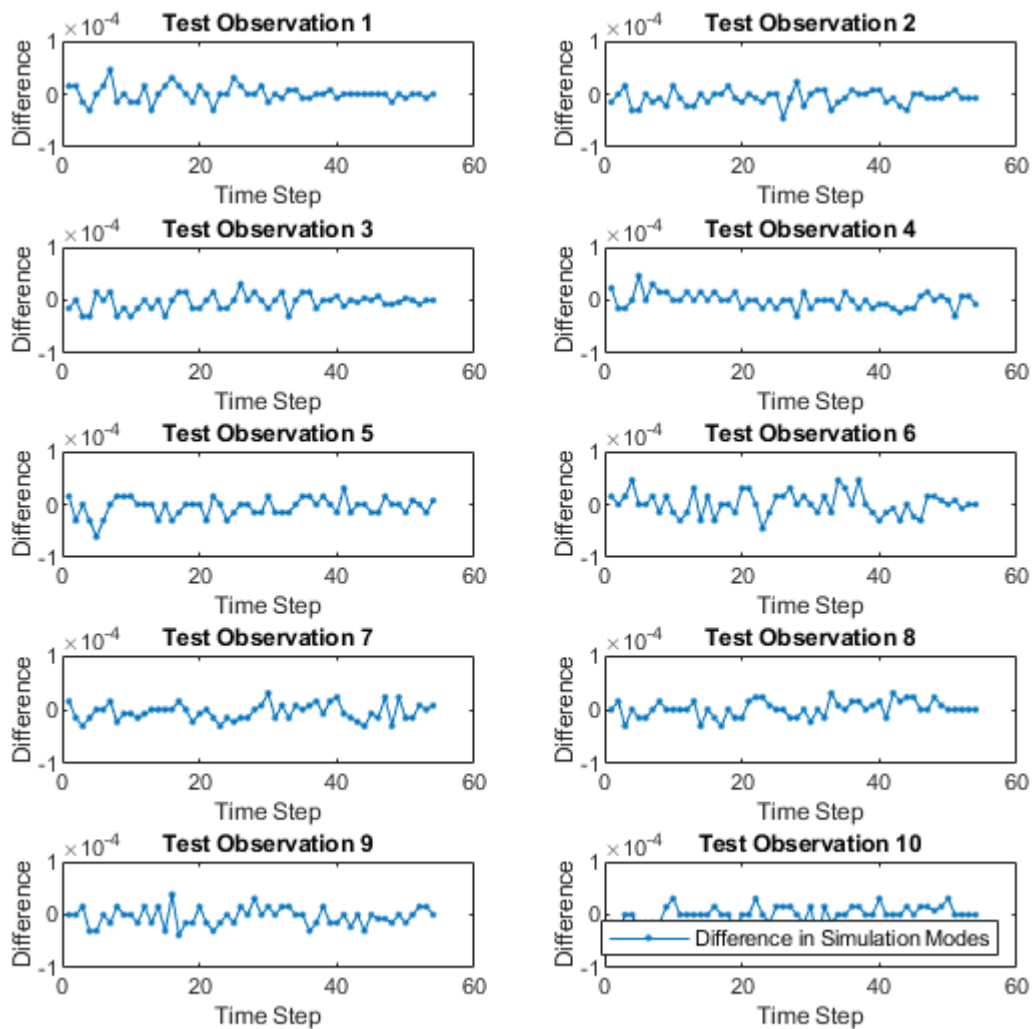 Test Observation 1
×10-4
1
0
-1
Difference
0 20 40 60
Time Step
Test Observation 2
×10-4
1
0
-1
Difference
0 20 40 60
Time Step
Test Observation 3
×10-4
1
0
-1
Difference
0 20 40 60
Time Step
Test Observation 4
×10-4
1
0
-1
Difference
0 20 40 60
Time Step
Test Observation 5
×10-4
1
0
-1
Difference
0 20 40 60
Time Step
Test Observation 6
×10-4
1
0
-1
Difference
0 20 40 60
Time Step
Test Observation 7
×10-4
1
0
-1
Difference
0 20 40 60
Time Step
Test Observation 8
×10-4
1
0
-1
Difference
0 20 40 60
Time Step
Test Observation 9
×10-4
1
0
-1
Difference
0 20 40 60
Time Step
Test Observation 10
×10-4
1
0
-1
Difference
Difference in Simulation Modes
0 20 40 60
Time Step